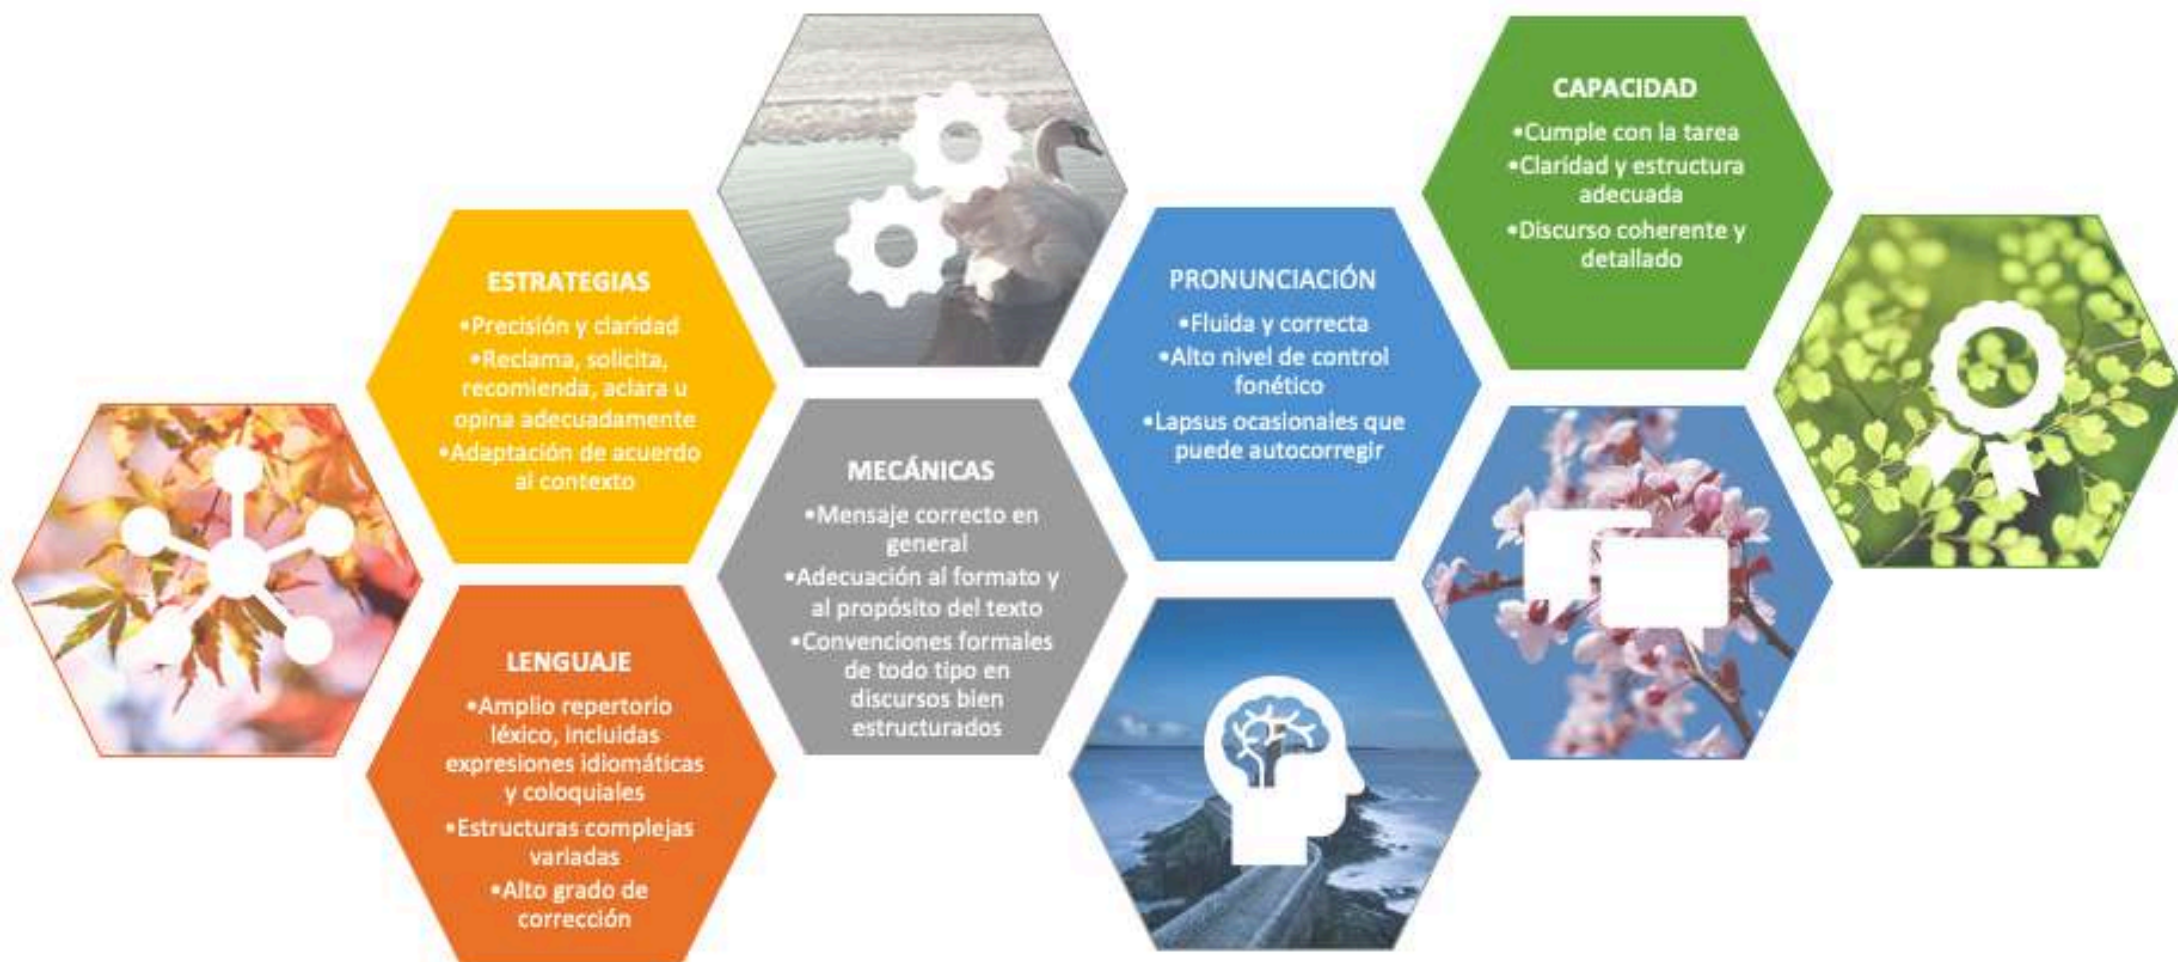 ESTRATEGIAS
•Precisión y claridad
•Reclama, solicita,
recomienda, aclara u
opina adecuadamente
•Adaptación de acuerdo
al contexto
LENGUAJE
•Amplio repertorio
léxico, incluidas
expresiones idiomáticas
y coloquiales
•Estructuras complejas
variadas
•Alto grado de
corrección
MECÁNICAS
•Mensaje correcto en
general
•Adecuación al formato y
al propósito del texto
•Convenciones formales
de todo tipo en
discursos bien
estructurados
PRONUNCIACIÓN
•Fluida y correcta
•Alto nivel de control
fonético
•Lapsus ocasionales que
puede autocorregir
CAPACIDAD
•Cumple con la tarea
•Claridad y estructura
adecuada
•Discurso coherente y
detallado